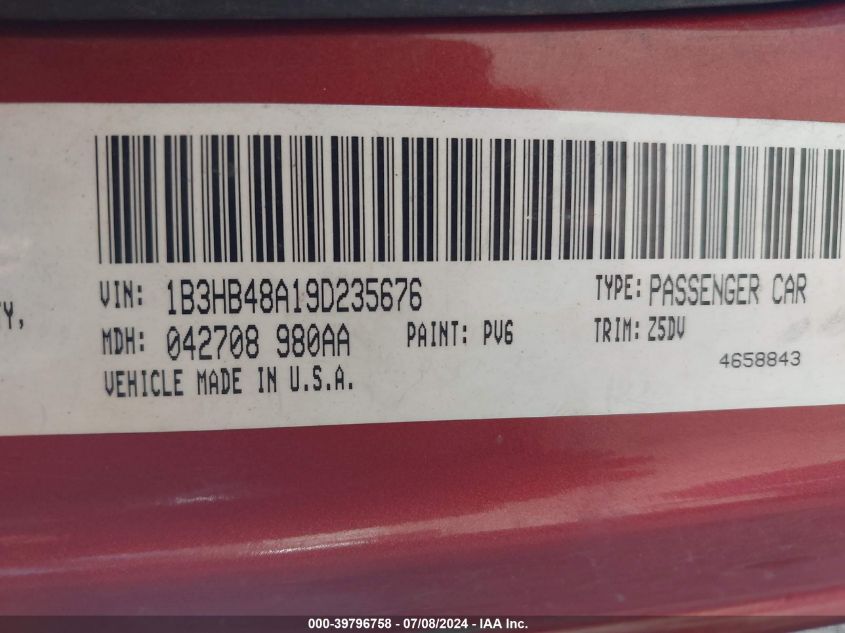 TY,
VIN: 1B3HB48A19D235676 TYPE: PASSENGER CAR
MDH: 042708 980AA PAINT: PV6 TRIM: Z5DV
4658843
VEHICLE MADE IN U.S.A.
000-39796758 - 07/08/2024 - IAA Inc.